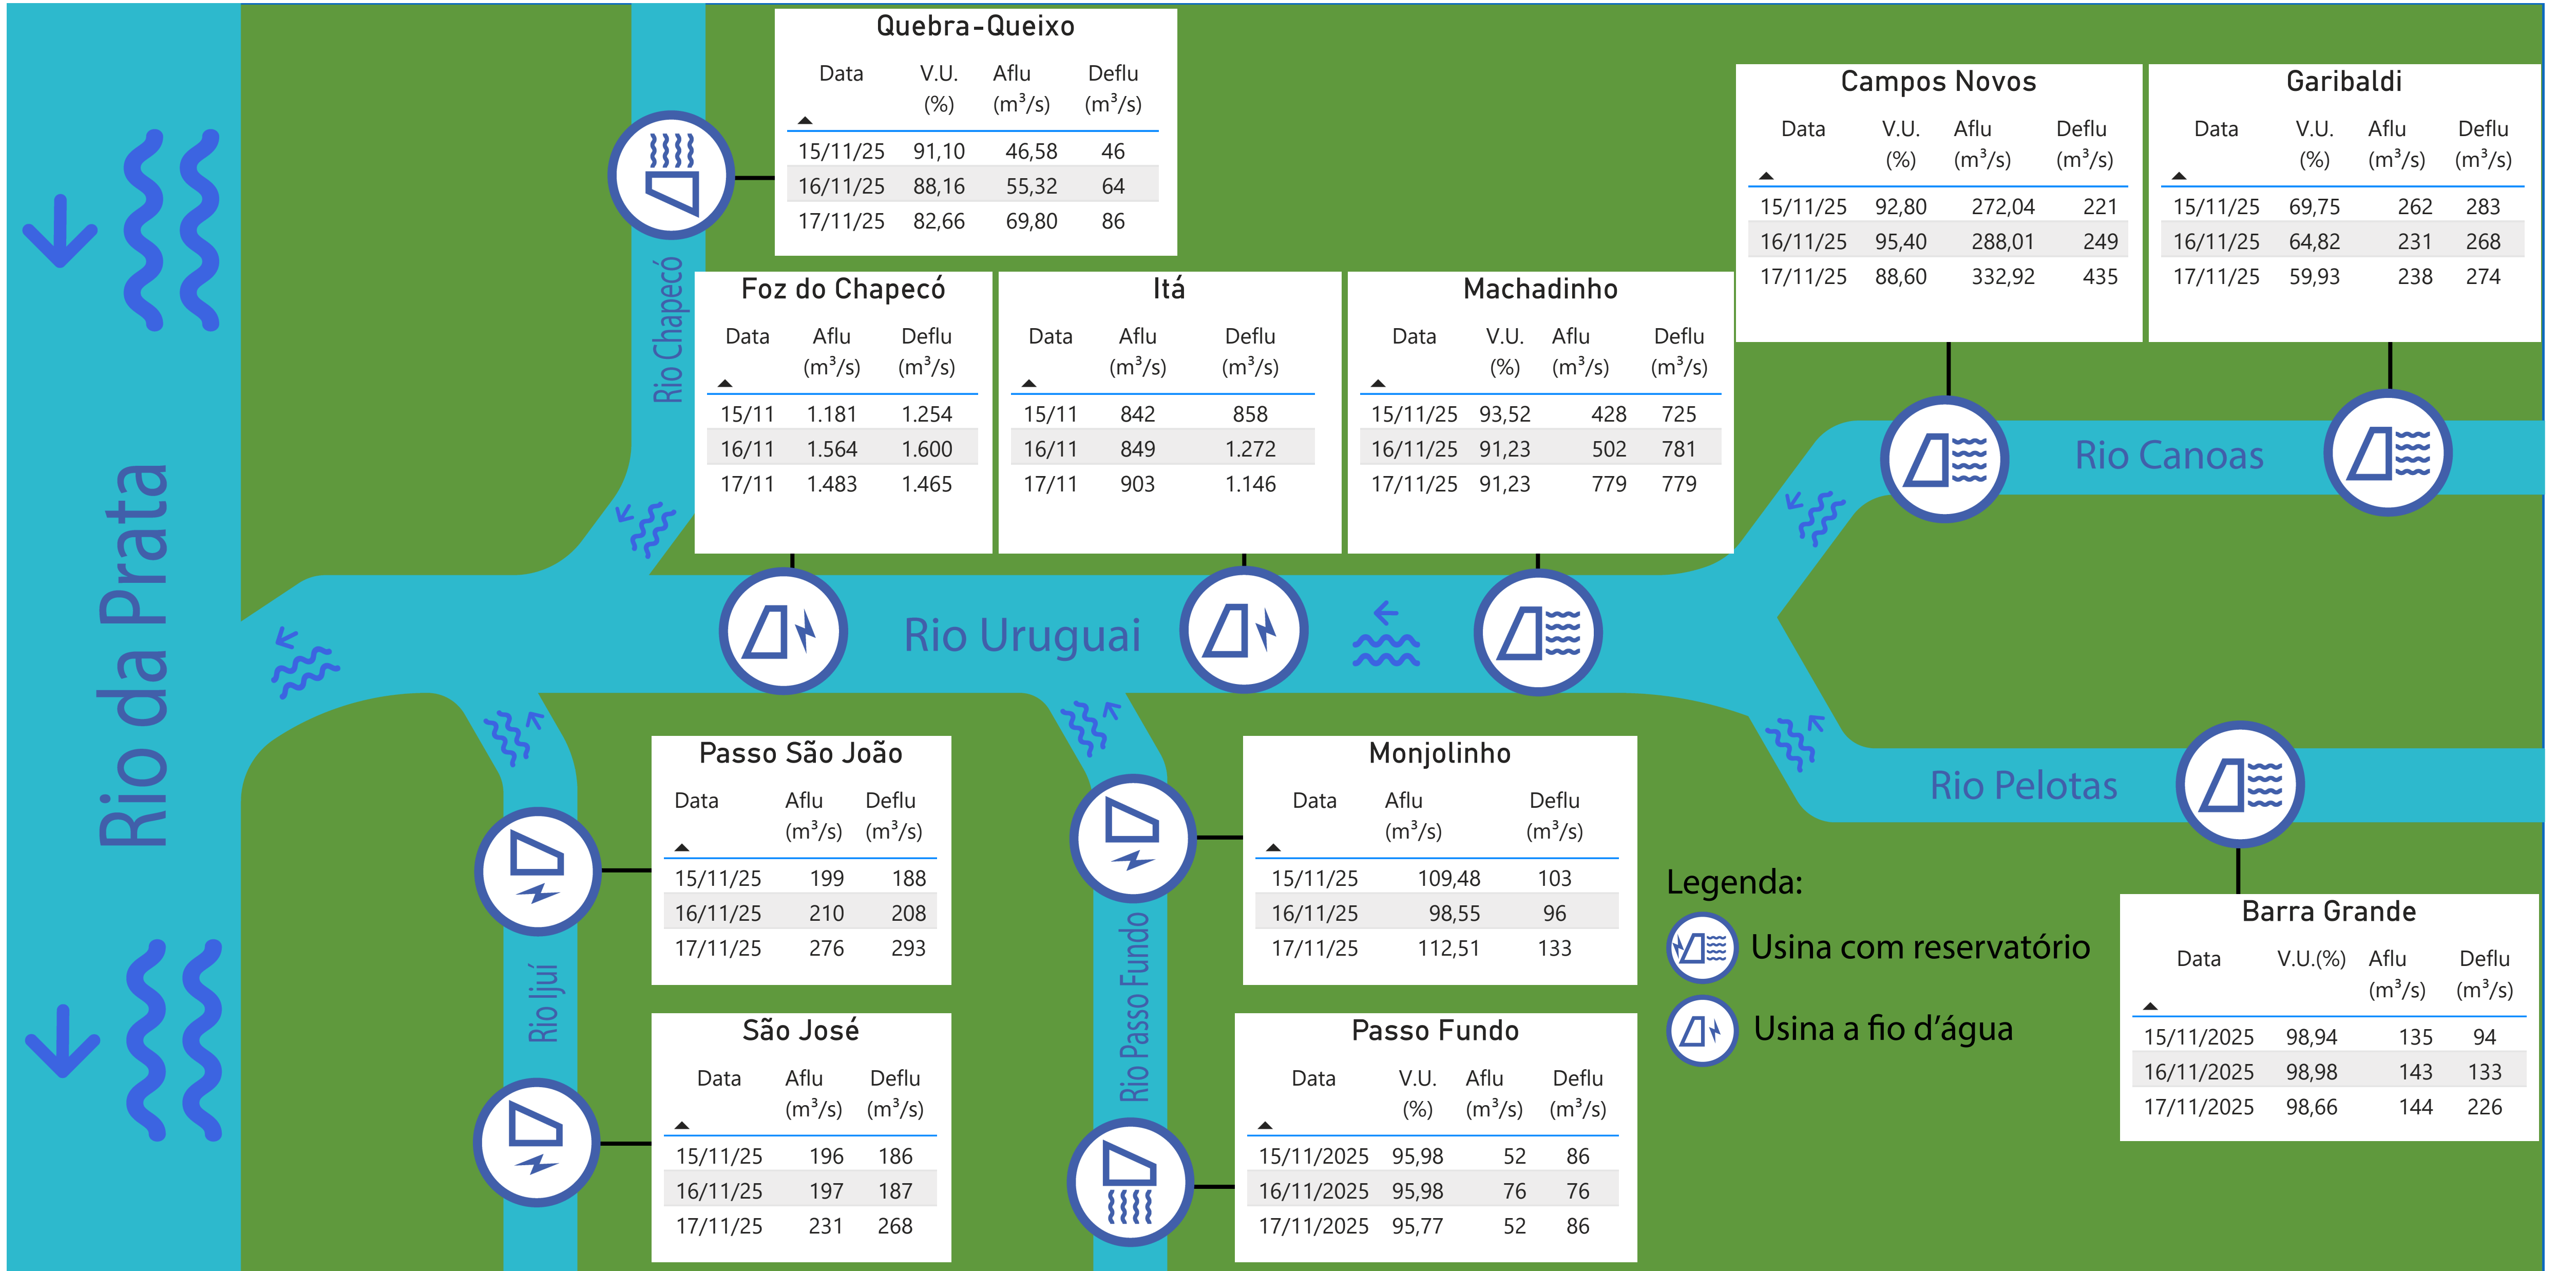 Rio da Prata
Quebra-Queixo
Data V.U. (%) Aflu (m³/s) Deflu (m³/s)
15/11/25 91,10 46,58 46
16/11/25 88,16 55,32 64
17/11/25 82,66 69,80 86
Rio Chapecó
Campos Novos
Data V.U. (%) Aflu (m³/s) Deflu (m³/s)
15/11/25 92,80 272,04 221
16/11/25 95,40 288,01 249
17/11/25 88,60 332,92 435
Garibaldi
Data V.U. (%) Aflu (m³/s) Deflu (m³/s)
15/11/25 69,75 262 283
16/11/25 64,82 231 268
17/11/25 59,93 238 274
Foz do Chapecó
Data Aflu (m³/s) Deflu (m³/s)
15/11 1.181 1.254
16/11 1.564 1.600
17/11 1.483 1.465
Itá
Data Aflu (m³/s) Deflu (m³/s)
15/11 842 858
16/11 849 1.272
17/11 903 1.146
Machadinho
Data V.U. (%) Aflu (m³/s) Deflu (m³/s)
15/11/25 93,52 428 725
16/11/25 91,23 502 781
17/11/25 91,23 779 779
Rio Canoas
Rio Uruguai
Rio Pelotas
Passo São João
Data Aflu (m³/s) Deflu (m³/s)
15/11/25 199 188
16/11/25 210 208
17/11/25 276 293
Rio Ijuí
São José
Data Aflu (m³/s) Deflu (m³/s)
15/11/25 196 186
16/11/25 197 187
17/11/25 231 268
Monjolinho
Data Aflu (m³/s) Deflu (m³/s)
15/11/25 109,48 103
16/11/25 98,55 96
17/11/25 112,51 133
Rio Passo Fundo
Passo Fundo
Data V.U. (%) Aflu (m³/s) Deflu (m³/s)
15/11/2025 95,98 52 86
16/11/2025 95,98 76 76
17/11/2025 95,77 52 86
Legenda:
Usina com reservatório
Usina a fio d’água
Barra Grande
Data V.U.(%) Aflu (m³/s) Deflu (m³/s)
15/11/2025 98,94 135 94
16/11/2025 98,98 143 133
17/11/2025 98,66 144 226